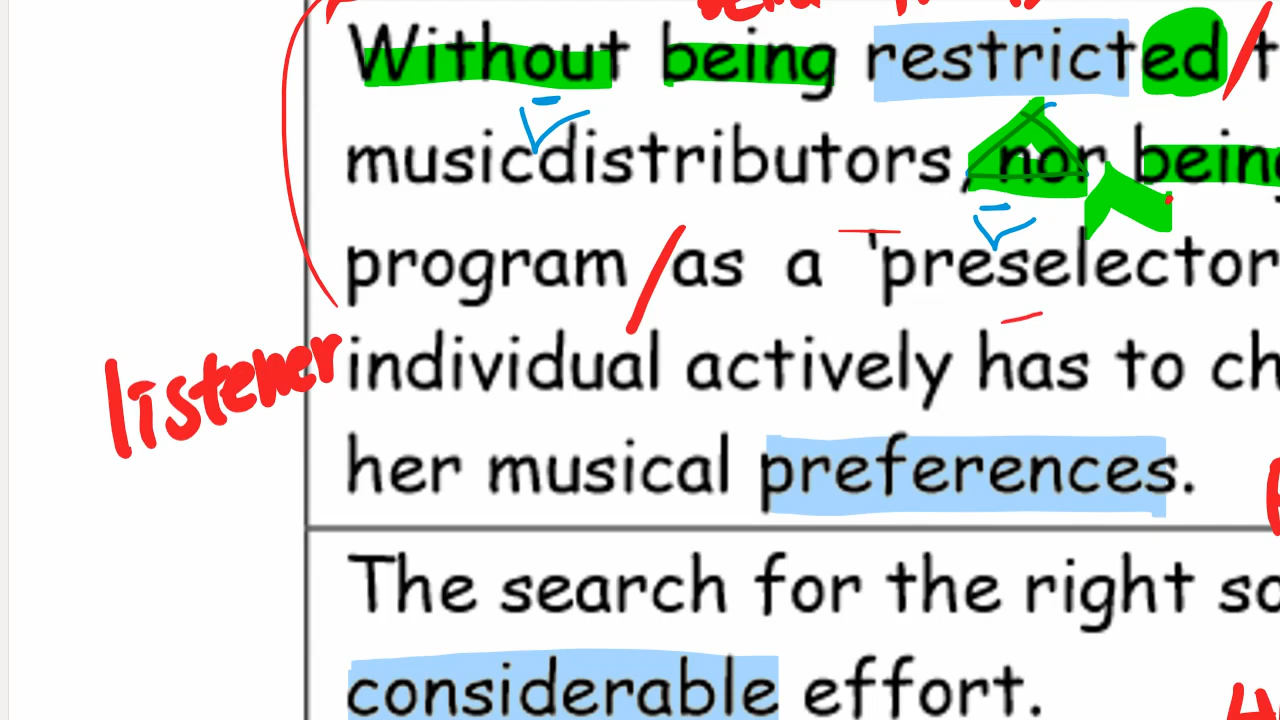 Without being restricted t
musicdistributors, nor being
program as a 'preselector
listener
individual actively has to ch
her musical preferences.
The search for the right so
considerable effort.